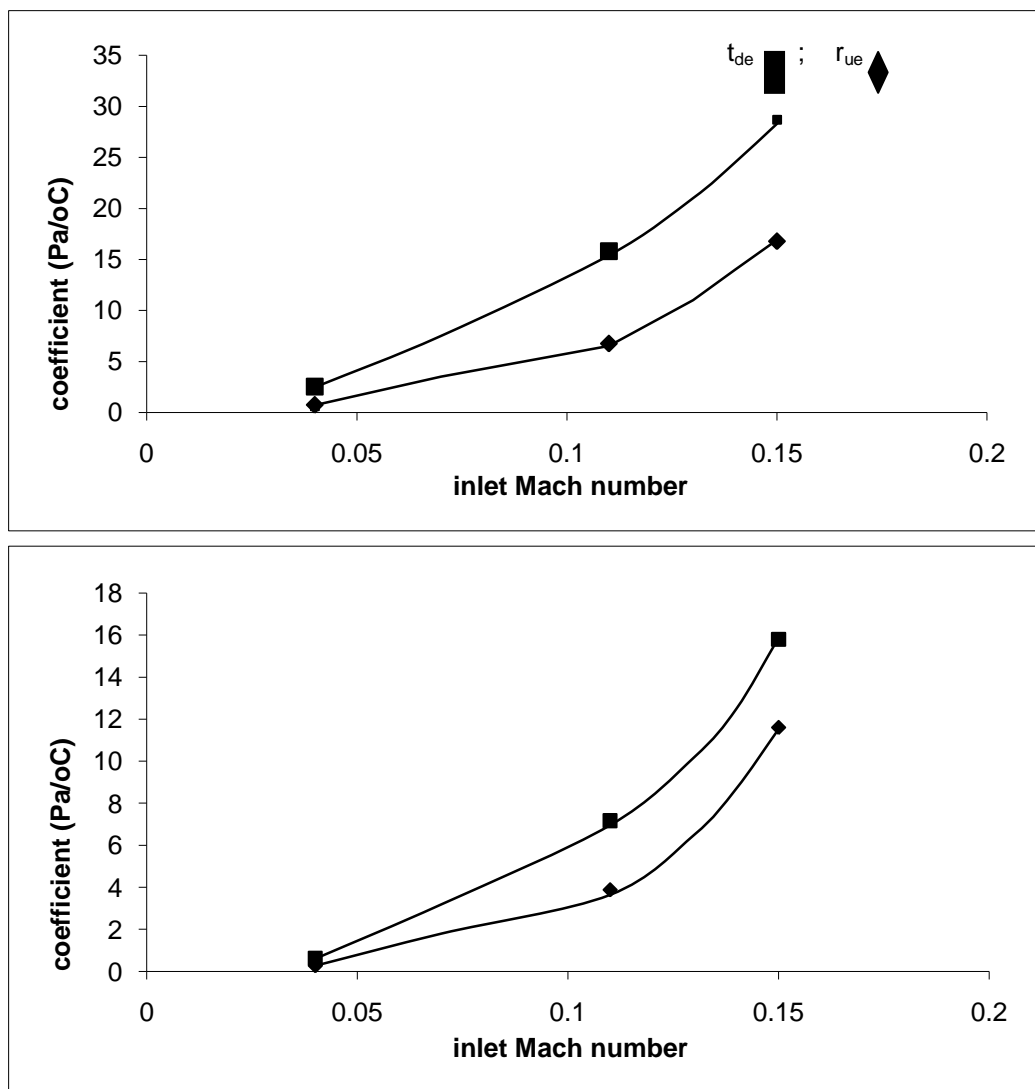 t_de ; r_ue
35
30
25
20
15
10
5
0
coefficient (Pa/oC)
0 0.05 0.1 0.15 0.2
inlet Mach number
18
16
14
12
10
8
6
4
2
0
coefficient (Pa/oC)
0 0.05 0.1 0.15 0.2
inlet Mach number